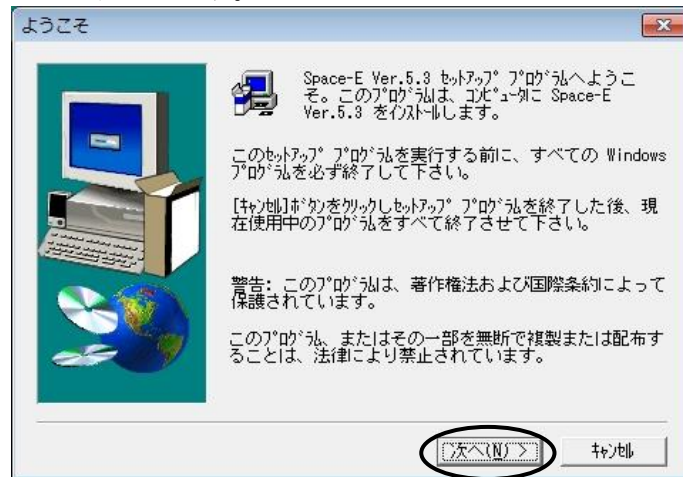 ようこそ
Space-E Ver.5.3 ｾｯﾄｱｯﾌﾟ ﾌﾟﾛｸﾞﾗﾑへようこ
そ。このﾌﾟﾛｸﾞﾗﾑは、ｺﾝﾋﾟｭｰﾀに Space-E
Ver.5.3 をｲﾝｽﾄｰﾙします。
このｾｯﾄｱｯﾌﾟ ﾌﾟﾛｸﾞﾗﾑを実行する前に、すべての Windows
ﾌﾟﾛｸﾞﾗﾑを必ず終了して下さい。
[ｷｬﾝｾﾙ]ﾎﾞﾀﾝをｸﾘｯｸしｾｯﾄｱｯﾌﾟ ﾌﾟﾛｸﾞﾗﾑを終了した後、現
在使用中のﾌﾟﾛｸﾞﾗﾑをすべて終了させて下さい。
警告: このﾌﾟﾛｸﾞﾗﾑは、著作権法および国際条約によって
保護されています。
このﾌﾟﾛｸﾞﾗﾑ、またはその一部を無断で複製または配布す
ることは、法律により禁止されています。
次へ(N) >
ｷｬﾝｾﾙ